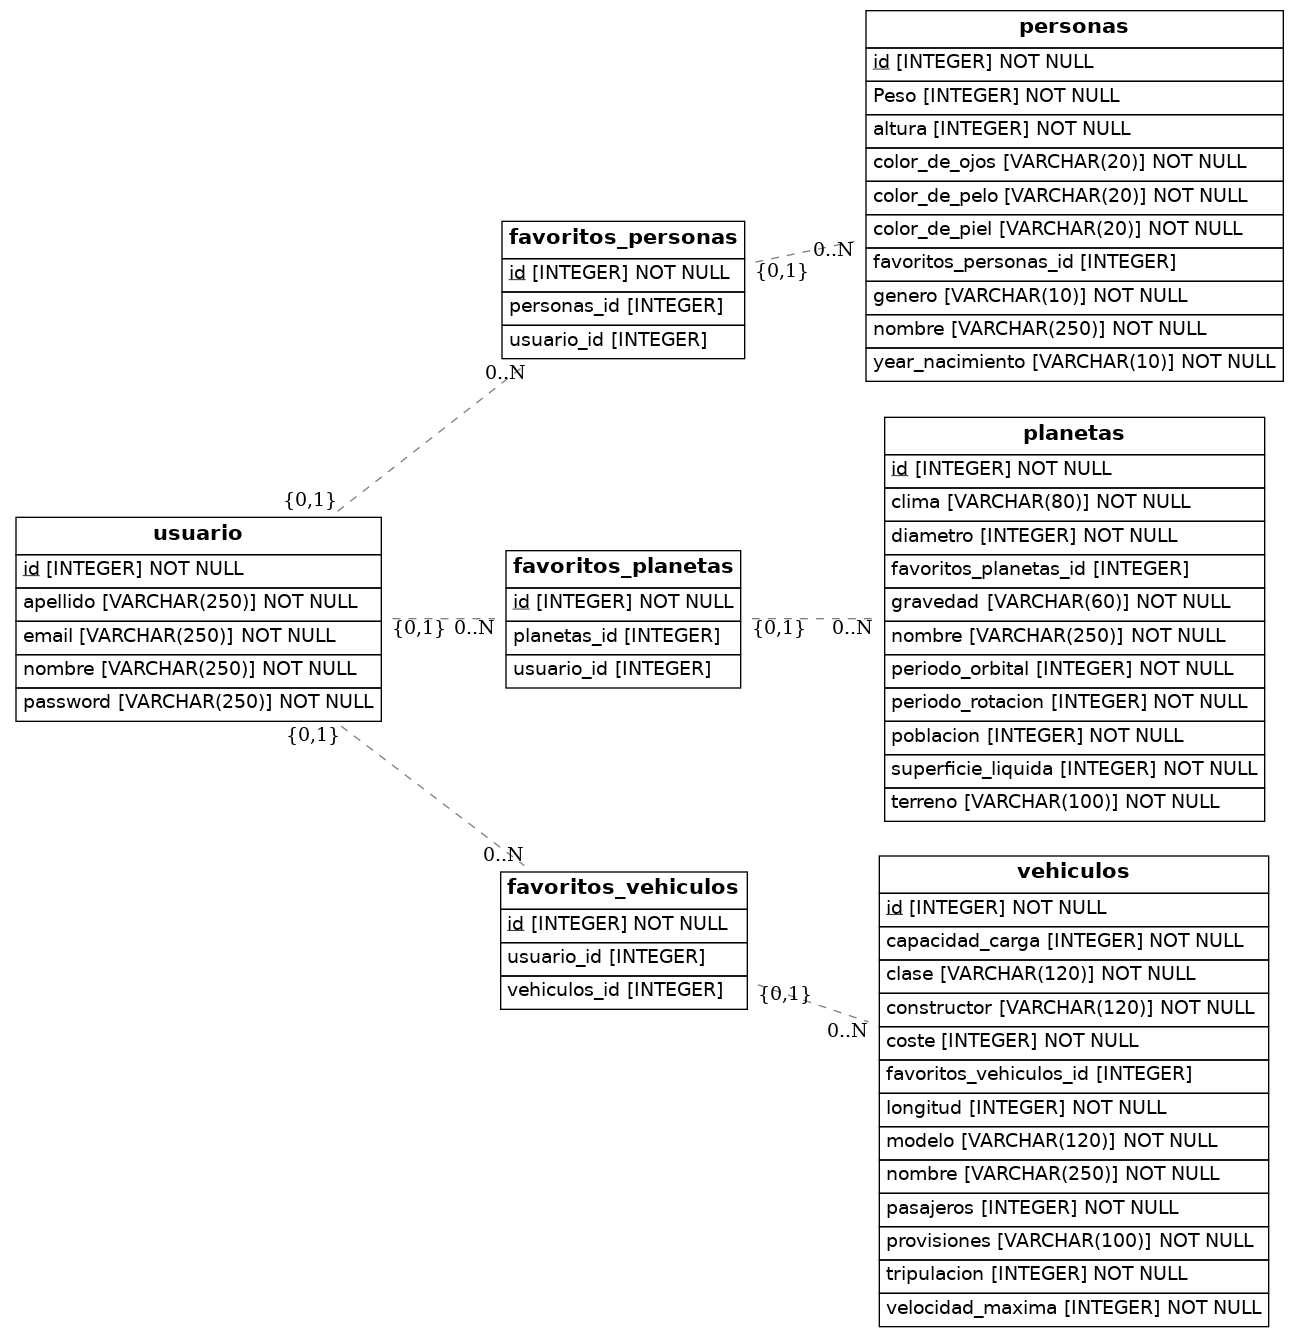 personas
id [INTEGER] NOT NULL
Peso [INTEGER] NOT NULL
altura [INTEGER] NOT NULL
color_de_ojos [VARCHAR(20)] NOT NULL
color_de_pelo [VARCHAR(20)] NOT NULL
color_de_piel [VARCHAR(20)] NOT NULL
favoritos_personas_id [INTEGER]
genero [VARCHAR(10)] NOT NULL
nombre [VARCHAR(250)] NOT NULL
year_nacimiento [VARCHAR(10)] NOT NULL
favoritos_personas
id [INTEGER] NOT NULL
personas_id [INTEGER]
usuario_id [INTEGER]
0..N
{0,1}
0..N
{0,1}
planetas
id [INTEGER] NOT NULL
clima [VARCHAR(80)] NOT NULL
diametro [INTEGER] NOT NULL
favoritos_planetas_id [INTEGER]
gravedad [VARCHAR(60)] NOT NULL
nombre [VARCHAR(250)] NOT NULL
periodo_orbital [INTEGER] NOT NULL
periodo_rotacion [INTEGER] NOT NULL
poblacion [INTEGER] NOT NULL
superficie_liquida [INTEGER] NOT NULL
terreno [VARCHAR(100)] NOT NULL
usuario
id [INTEGER] NOT NULL
apellido [VARCHAR(250)] NOT NULL
email [VARCHAR(250)] NOT NULL
nombre [VARCHAR(250)] NOT NULL
password [VARCHAR(250)] NOT NULL
favoritos_planetas
id [INTEGER] NOT NULL
planetas_id [INTEGER]
usuario_id [INTEGER]
{0,1} 0..N
{0,1} 0..N
{0,1}
0..N
favoritos_vehiculos
id [INTEGER] NOT NULL
usuario_id [INTEGER]
vehiculos_id [INTEGER]
{0,1}
0..N
vehiculos
id [INTEGER] NOT NULL
capacidad_carga [INTEGER] NOT NULL
clase [VARCHAR(120)] NOT NULL
constructor [VARCHAR(120)] NOT NULL
coste [INTEGER] NOT NULL
favoritos_vehiculos_id [INTEGER]
longitud [INTEGER] NOT NULL
modelo [VARCHAR(120)] NOT NULL
nombre [VARCHAR(250)] NOT NULL
pasajeros [INTEGER] NOT NULL
provisiones [VARCHAR(100)] NOT NULL
tripulacion [INTEGER] NOT NULL
velocidad_maxima [INTEGER] NOT NULL